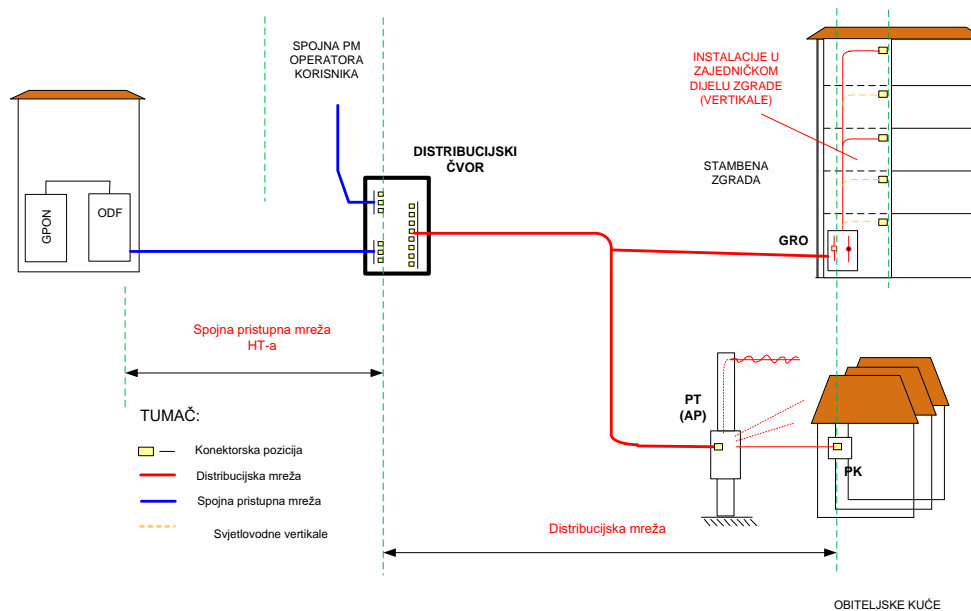 SPOJNA PM
OPERATORA
KORISNIKA
INSTALACIJE U
ZAJEDNIČKOM
DIJELU ZGRADE
(VERTIKALE)
DISTRIBUCIJSKI
ČVOR
STAMBENA
ZGRADA
GPON
ODF
GRO
Spojna pristupna mreža
HT-a
PT
(AP)
PK
TUMAČ:
Konektorska pozicija
Distribucijska mreža
Spojna pristupna mreža
Svjetlovodne vertikale
Distribucijska mreža
OBITELJSKE KUĆE